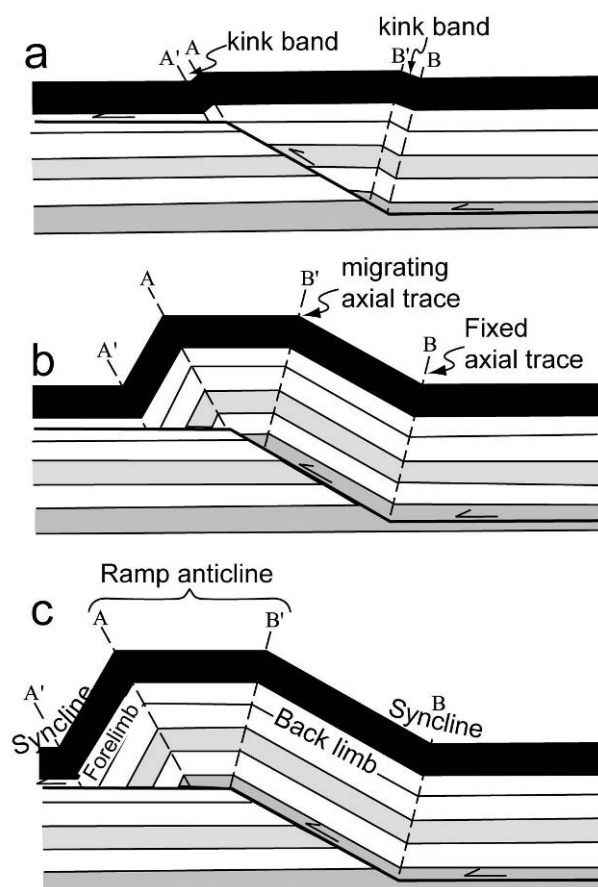 a
A'
A
kink band
B'
kink band
B
b
A
A'
B'
migrating
axial trace
B
Fixed
axial trace
c
Ramp anticline
A
B'
A'
Syncline
Forelimb
Back limb
B
Syncline